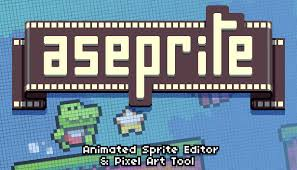 aseprite
Animated Sprite Editor
& Pixel Art Tool